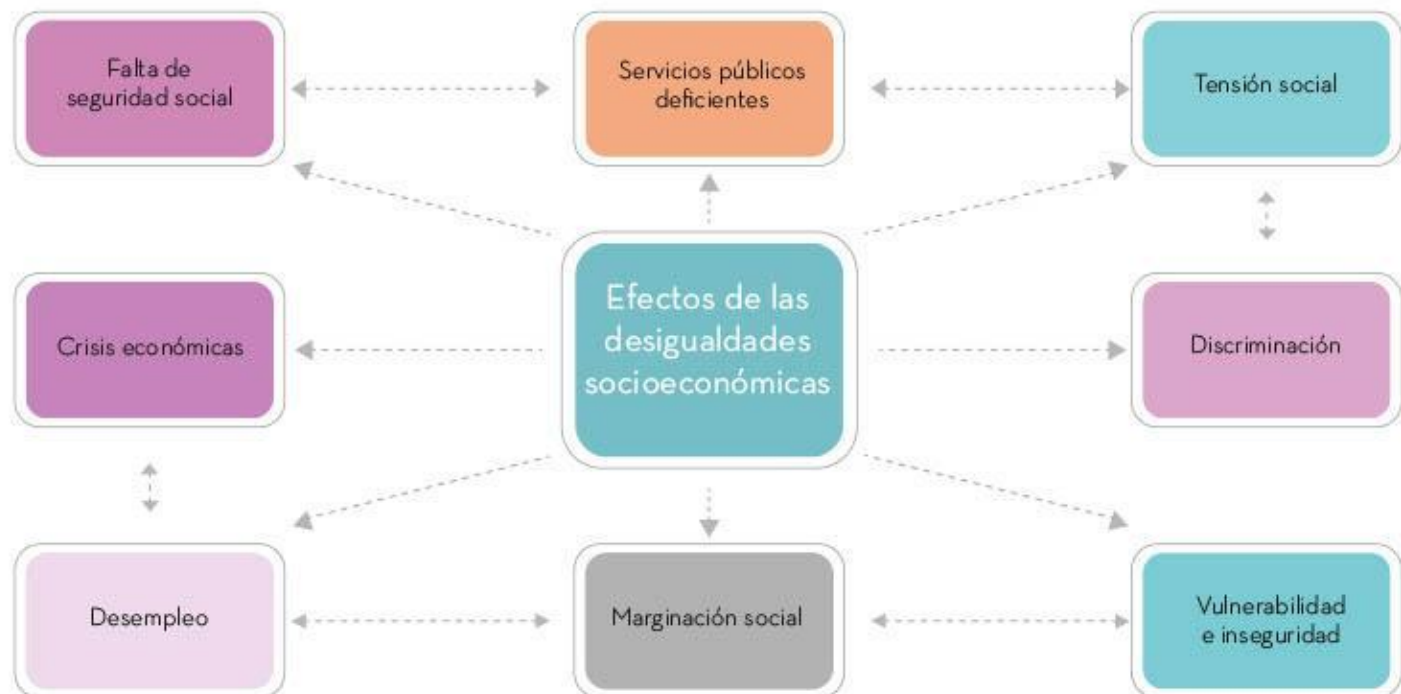 Falta de
seguridad social
Servicios públicos
deficientes
Tensión social
Crisis económicas
Efectos de las
desigualdades
socioeconómicas
Discriminación
Desempleo
Marginación social
Vulnerabilidad
e inseguridad